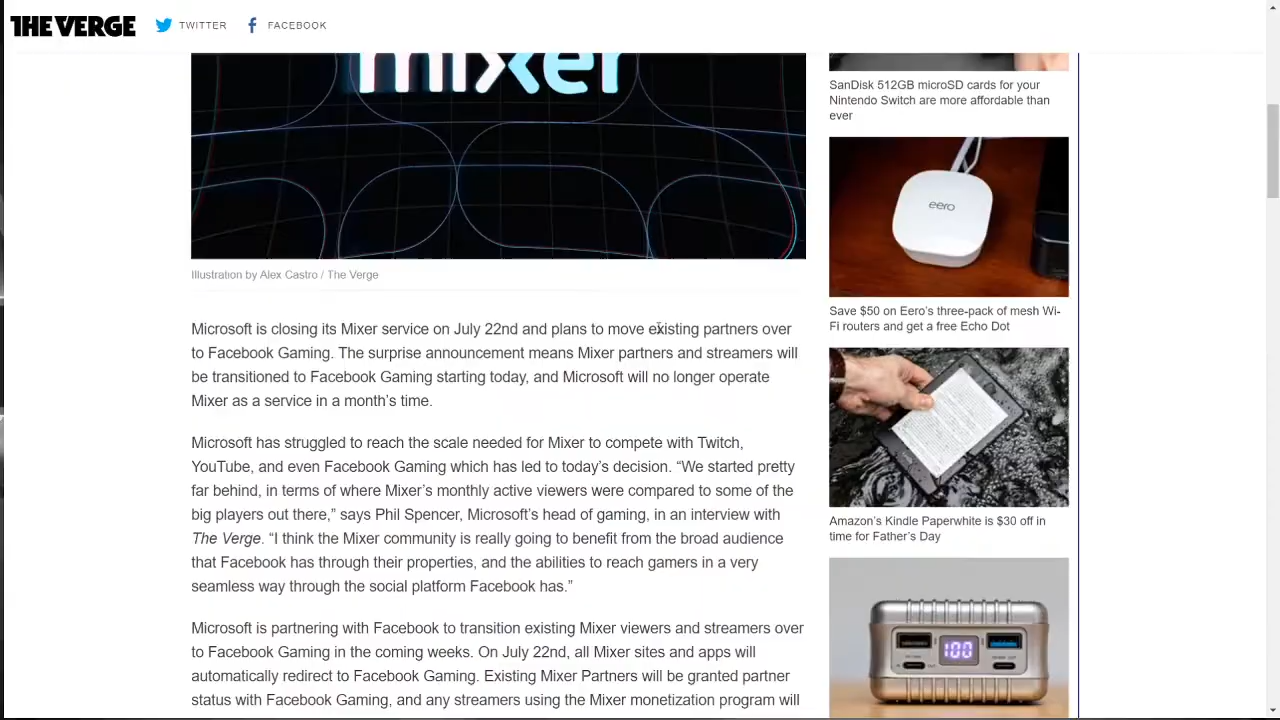 THE VERGE TWITTER FACEBOOK
mixer
Illustration by Alex Castro / The Verge
Microsoft is closing its Mixer service on July 22nd and plans to move existing partners over
to Facebook Gaming. The surprise announcement means Mixer partners and streamers will
be transitioned to Facebook Gaming starting today, and Microsoft will no longer operate
Mixer as a service in a month’s time.
Microsoft has struggled to reach the scale needed for Mixer to compete with Twitch,
YouTube, and even Facebook Gaming which has led to today’s decision. “We started pretty
far behind, in terms of where Mixer’s monthly active viewers were compared to some of the
big players out there,” says Phil Spencer, Microsoft’s head of gaming, in an interview with
The Verge. “I think the Mixer community is really going to benefit from the broad audience
that Facebook has through their properties, and the abilities to reach gamers in a very
seamless way through the social platform Facebook has.”
Microsoft is partnering with Facebook to transition existing Mixer viewers and streamers over
to Facebook Gaming in the coming weeks. On July 22nd, all Mixer sites and apps will
automatically redirect to Facebook Gaming. Existing Mixer Partners will be granted partner
status with Facebook Gaming, and any streamers using the Mixer monetization program will
SanDisk 512GB microSD cards for your
Nintendo Switch are more affordable than
ever
eero
Save $50 on Eero’s three-pack of mesh Wi-
Fi routers and get a free Echo Dot
Amazon’s Kindle Paperwhite is $30 off in
time for Father’s Day
100